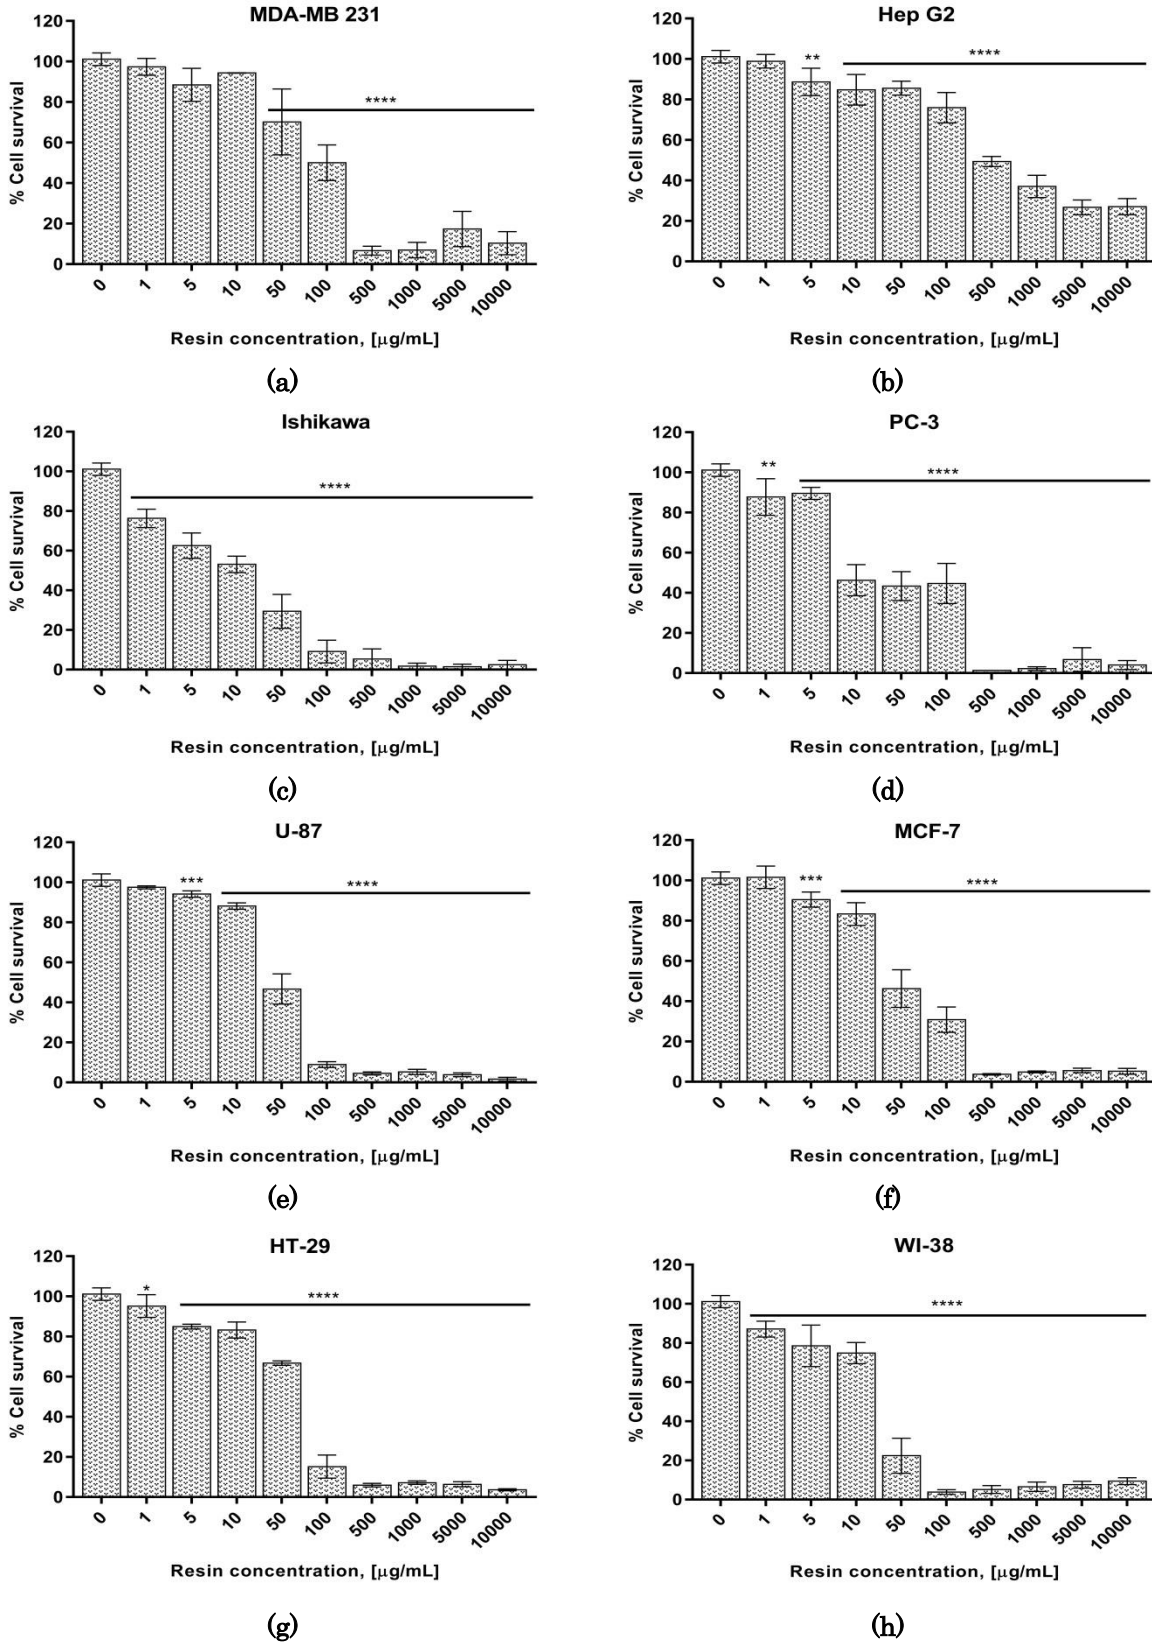 MDA-MB 231
120
100
80
60
40
20
0
% Cell survival
****
0 1 5 10 50 100 500 1000 5000 10000
Resin concentration, [µg/mL]
(a)
Hep G2
120
100
80
60
40
20
0
% Cell survival
** ****
0 1 5 10 50 100 500 1000 5000 10000
Resin concentration, [µg/mL]
(b)
Ishikawa
120
100
80
60
40
20
0
% Cell survival
****
0 1 5 10 50 100 500 1000 5000 10000
Resin concentration, [µg/mL]
(c)
PC-3
120
100
80
60
40
20
0
% Cell survival
** ****
0 1 5 10 50 100 500 1000 5000 10000
Resin concentration, [µg/mL]
(d)
U-87
120
100
80
60
40
20
0
% Cell survival
*** ****
0 1 5 10 50 100 500 1000 5000 10000
Resin concentration, [µg/mL]
(e)
MCF-7
120
100
80
60
40
20
0
% Cell survival
*** ****
0 1 5 10 50 100 500 1000 5000 10000
Resin concentration, [µg/mL]
(f)
HT-29
120
100
80
60
40
20
0
% Cell survival
* ****
0 1 5 10 50 100 500 1000 5000 10000
Resin concentration, [µg/mL]
(g)
WI-38
120
100
80
60
40
20
0
% Cell survival
****
0 1 5 10 50 100 500 1000 5000 10000
Resin concentration, [µg/mL]
(h)